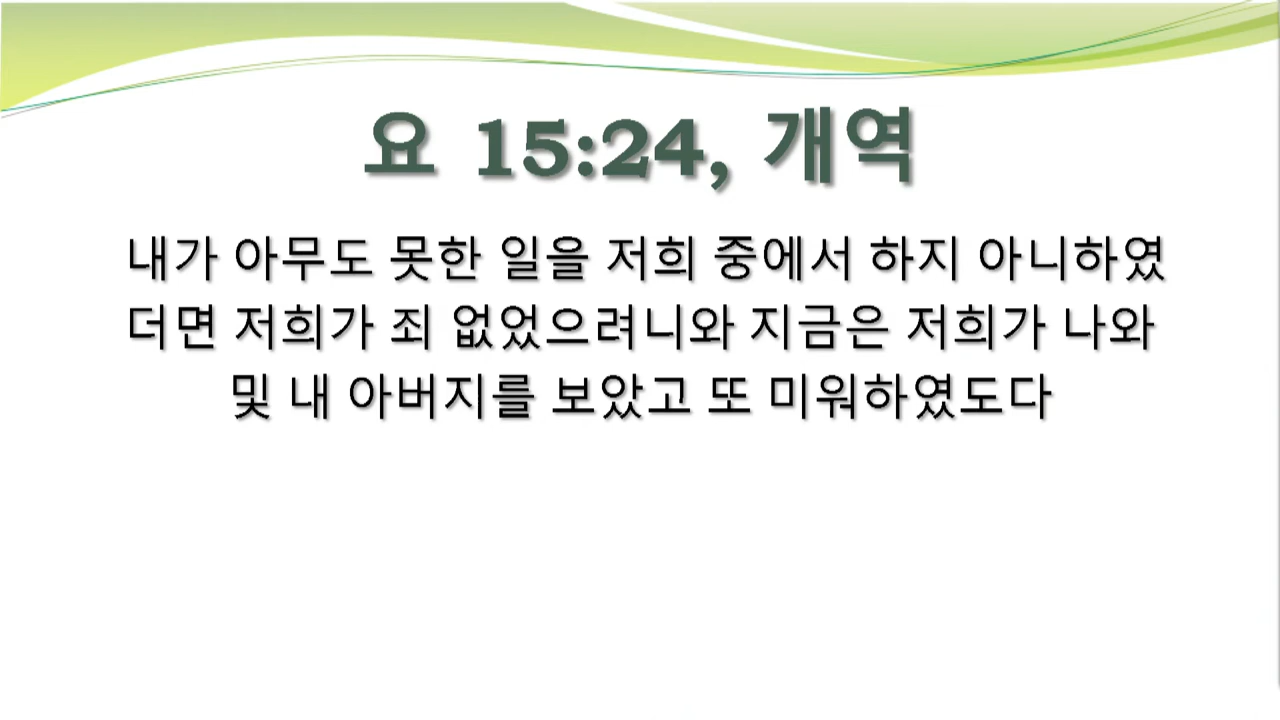 요 15:24, 개역
내가 아무도 못한 일을 저희 중에서 하지 아니하였
더면 저희가 죄 없었으려니와 지금은 저희가 나와
및 내 아버지를 보았고 또 미워하였도다